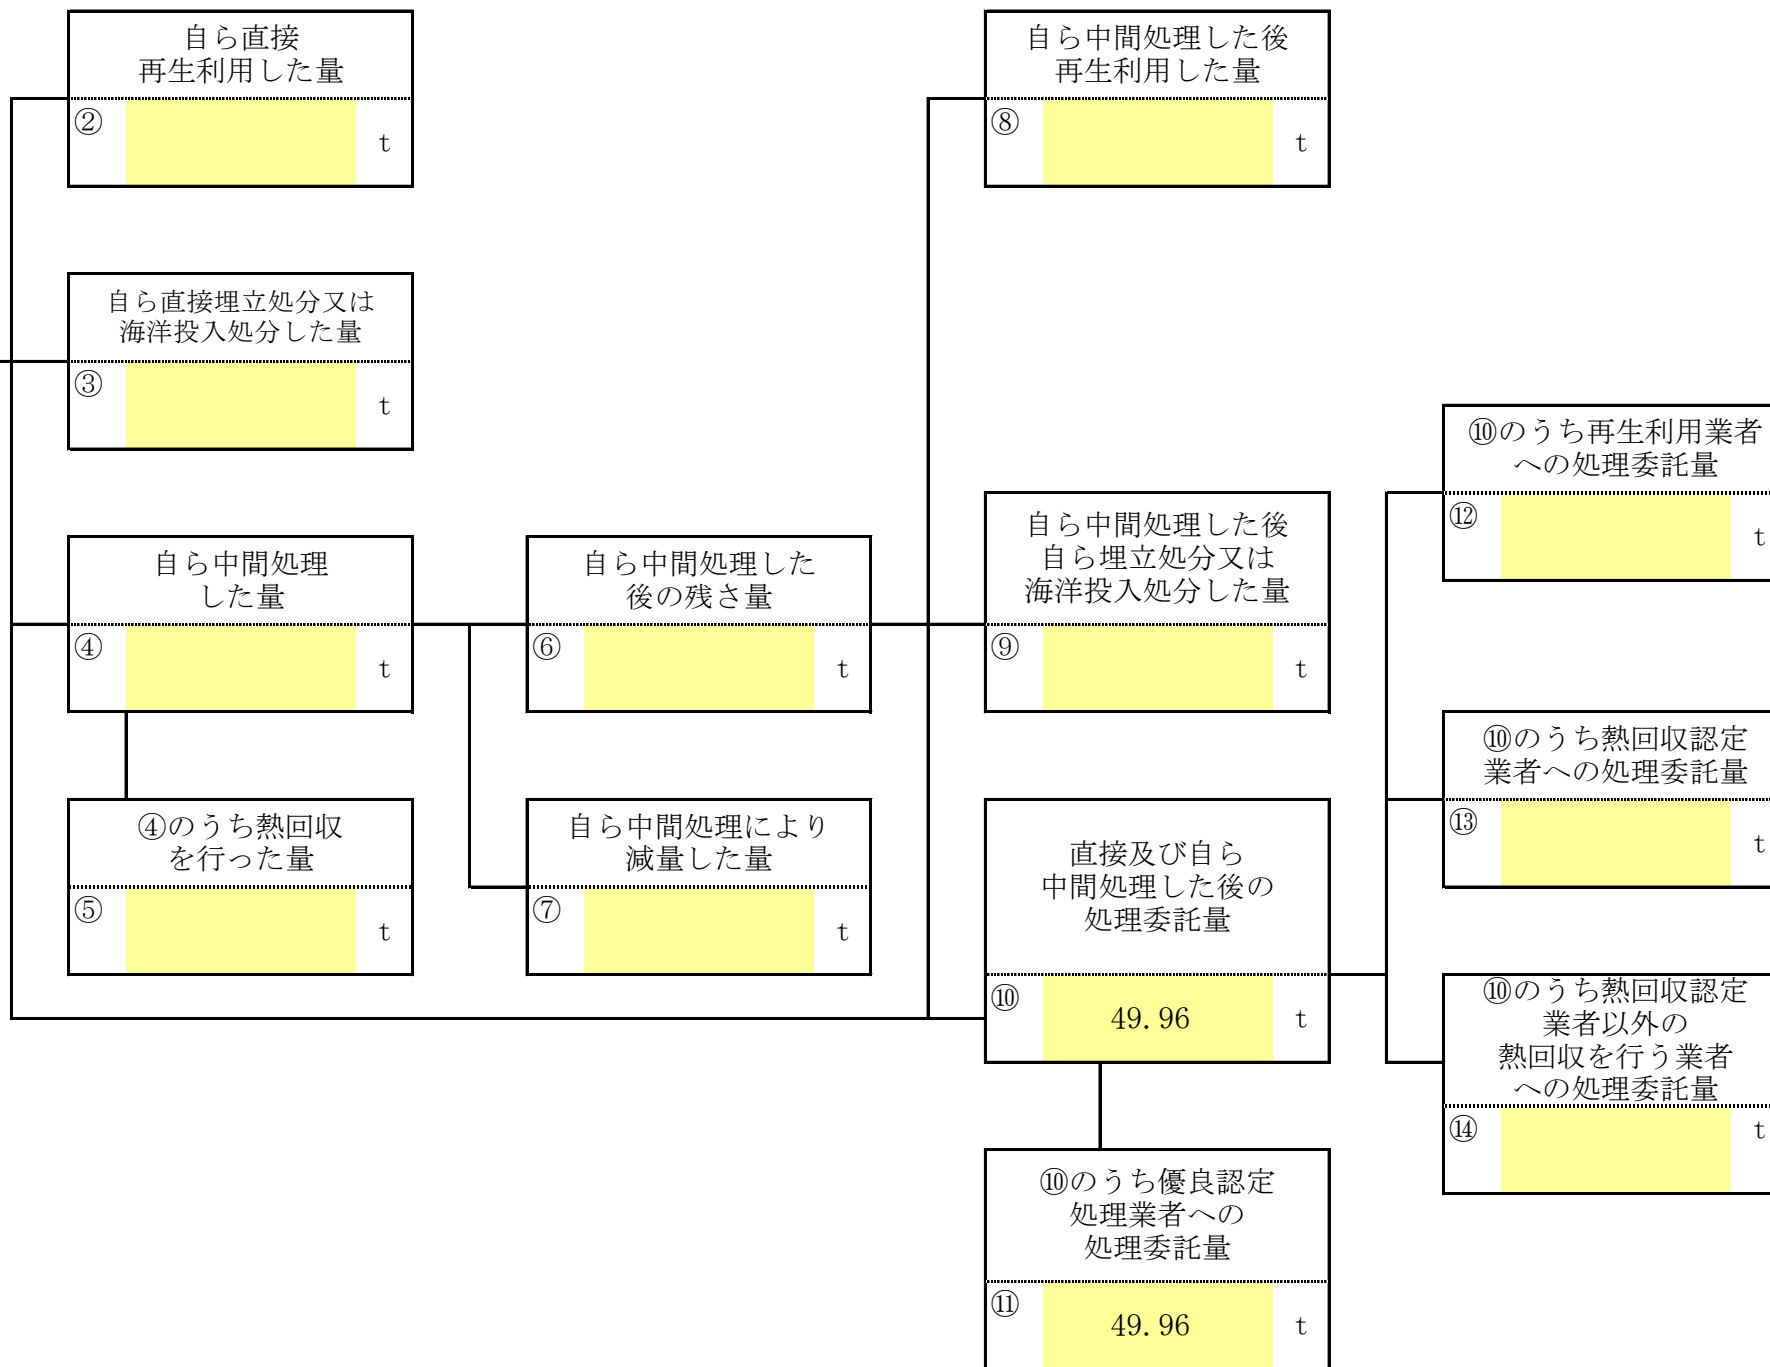 自ら直接
再生利用した量
② t
自ら中間処理した後
再生利用した量
⑧ t
自ら直接埋立処分又は
海洋投入処分した量
③ t
⑩のうち再生利用業者
への処理委託量
⑫ t
自ら中間処理
した量
④ t
自ら中間処理した
後の残さ量
⑥ t
自ら中間処理した後
自ら埋立処分又は
海洋投入処分した量
⑨ t
⑩のうち熱回収認定
業者への処理委託量
⑬ t
④のうち熱回収
を行った量
⑤ t
自ら中間処理により
減量した量
⑦ t
直接及び自ら
中間処理した後の
処理委託量
⑩ 49.96 t
⑩のうち熱回収認定
業者以外の
熱回収を行う業者
への処理委託量
⑭ t
⑩のうち優良認定
処理業者への
処理委託量
⑪ 49.96 t